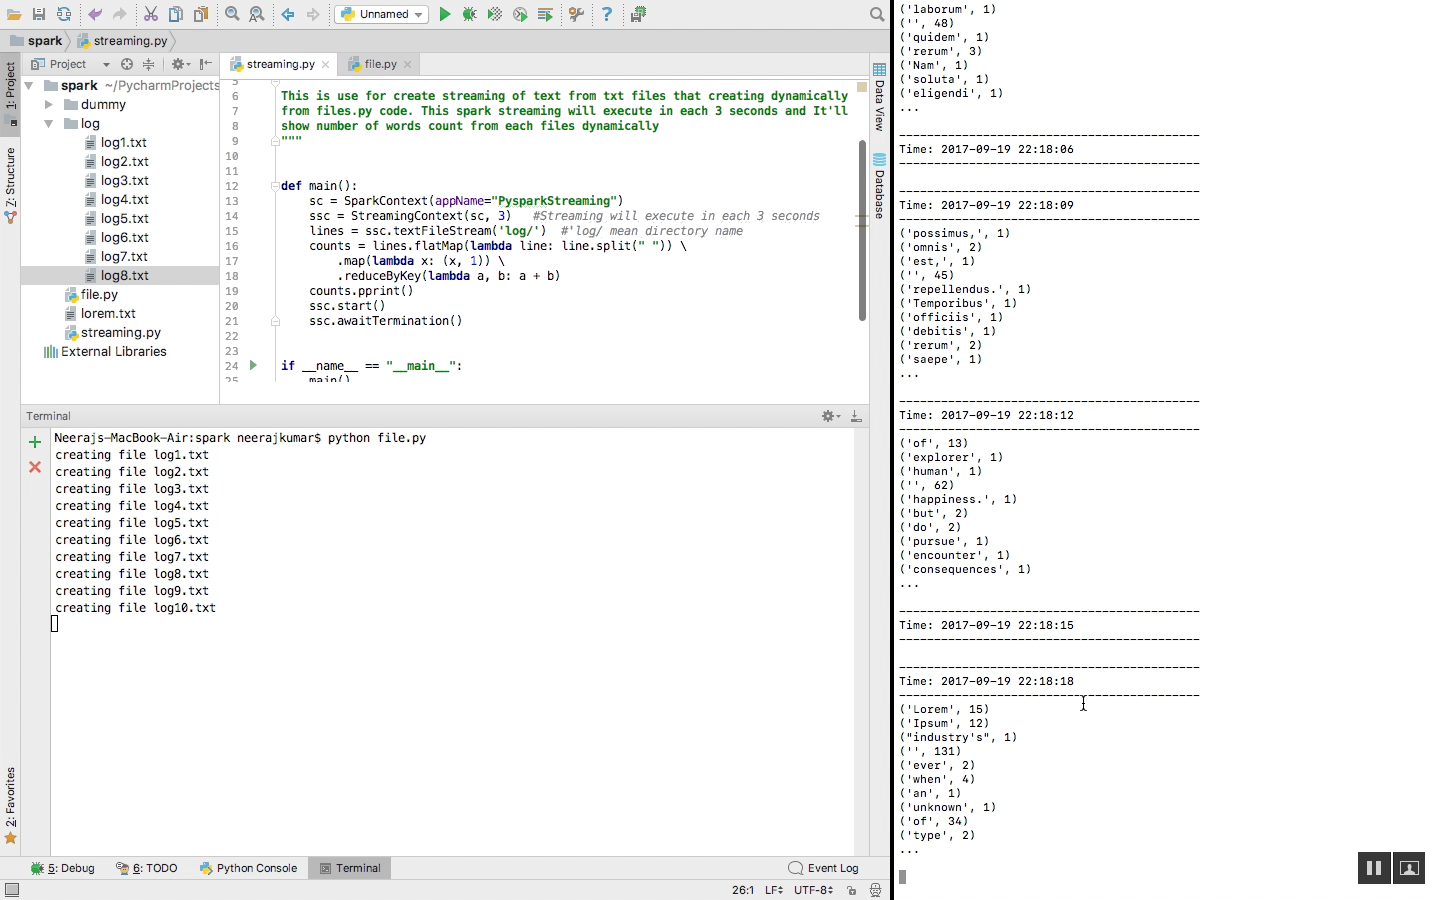 Unnamed
spark
streaming.py
1: Project
Z: Structure
2: Favorites
Project
spark ~/PycharmProjects
dummy
log
log1.txt
log2.txt
log3.txt
log4.txt
log5.txt
log6.txt
log7.txt
log8.txt
file.py
lorem.txt
streaming.py
External Libraries
streaming.py
file.py
6 This is use for create streaming of text from txt files that creating dynamically
7 from files.py code. This spark streaming will execute in each 3 seconds and It'll
8 show number of words count from each files dynamically
9 """
10
11
12 def main():
13 sc = SparkContext(appName="PysparkStreaming")
14 ssc = StreamingContext(sc, 3) #Streaming will execute in each 3 seconds
15 lines = ssc.textFileStream('log/') #'log/ mean directory name
16 counts = lines.flatMap(lambda line: line.split(" ")) \
17 .map(lambda x: (x, 1)) \
18 .reduceByKey(lambda a, b: a + b)
19 counts.pprint()
20 ssc.start()
21 ssc.awaitTermination()
22
23
24 if __name__ == "__main__":
25 main()
Data View
Database
Terminal
Neerajs-MacBook-Air:spark neerajkumar$ python file.py
creating file log1.txt
creating file log2.txt
creating file log3.txt
creating file log4.txt
creating file log5.txt
creating file log6.txt
creating file log7.txt
creating file log8.txt
creating file log9.txt
creating file log10.txt
5: Debug
6: TODO
Python Console
Terminal
Event Log
26:1 LF UTF-8
('laborum', 1)
('', 48)
('quidem', 1)
('rerum', 3)
('Nam', 1)
('soluta', 1)
('eligendi', 1)
...
-------------------------------------------
Time: 2017-09-19 22:18:06
-------------------------------------------
-------------------------------------------
Time: 2017-09-19 22:18:09
-------------------------------------------
('possimus,', 1)
('omnis', 2)
('est,', 1)
('', 45)
('repellendus.', 1)
('Temporibus', 1)
('officiis', 1)
('debitis', 1)
('rerum', 2)
('saepe', 1)
...
-------------------------------------------
Time: 2017-09-19 22:18:12
-------------------------------------------
('of', 13)
('explorer', 1)
('human', 1)
('', 62)
('happiness.', 1)
('but', 2)
('do', 2)
('pursue', 1)
('encounter', 1)
('consequences', 1)
...
-------------------------------------------
Time: 2017-09-19 22:18:15
-------------------------------------------
-------------------------------------------
Time: 2017-09-19 22:18:18
-------------------------------------------
('Lorem', 15)
('Ipsum', 12)
("industry's", 1)
('', 131)
('ever', 2)
('when', 4)
('an', 1)
('unknown', 1)
('of', 34)
('type', 2)
...